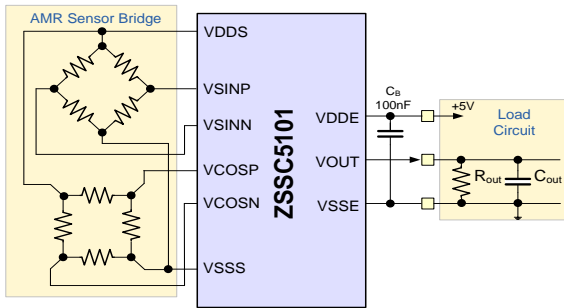 AMR Sensor Bridge
VDDS
VSINP
VSINN
VCOSP
VCOSN
VSSS
ZSSC5101
VDDE
VOUT
VSSE
CB
100nF
+5V
Load
Circuit
Rout
Cout